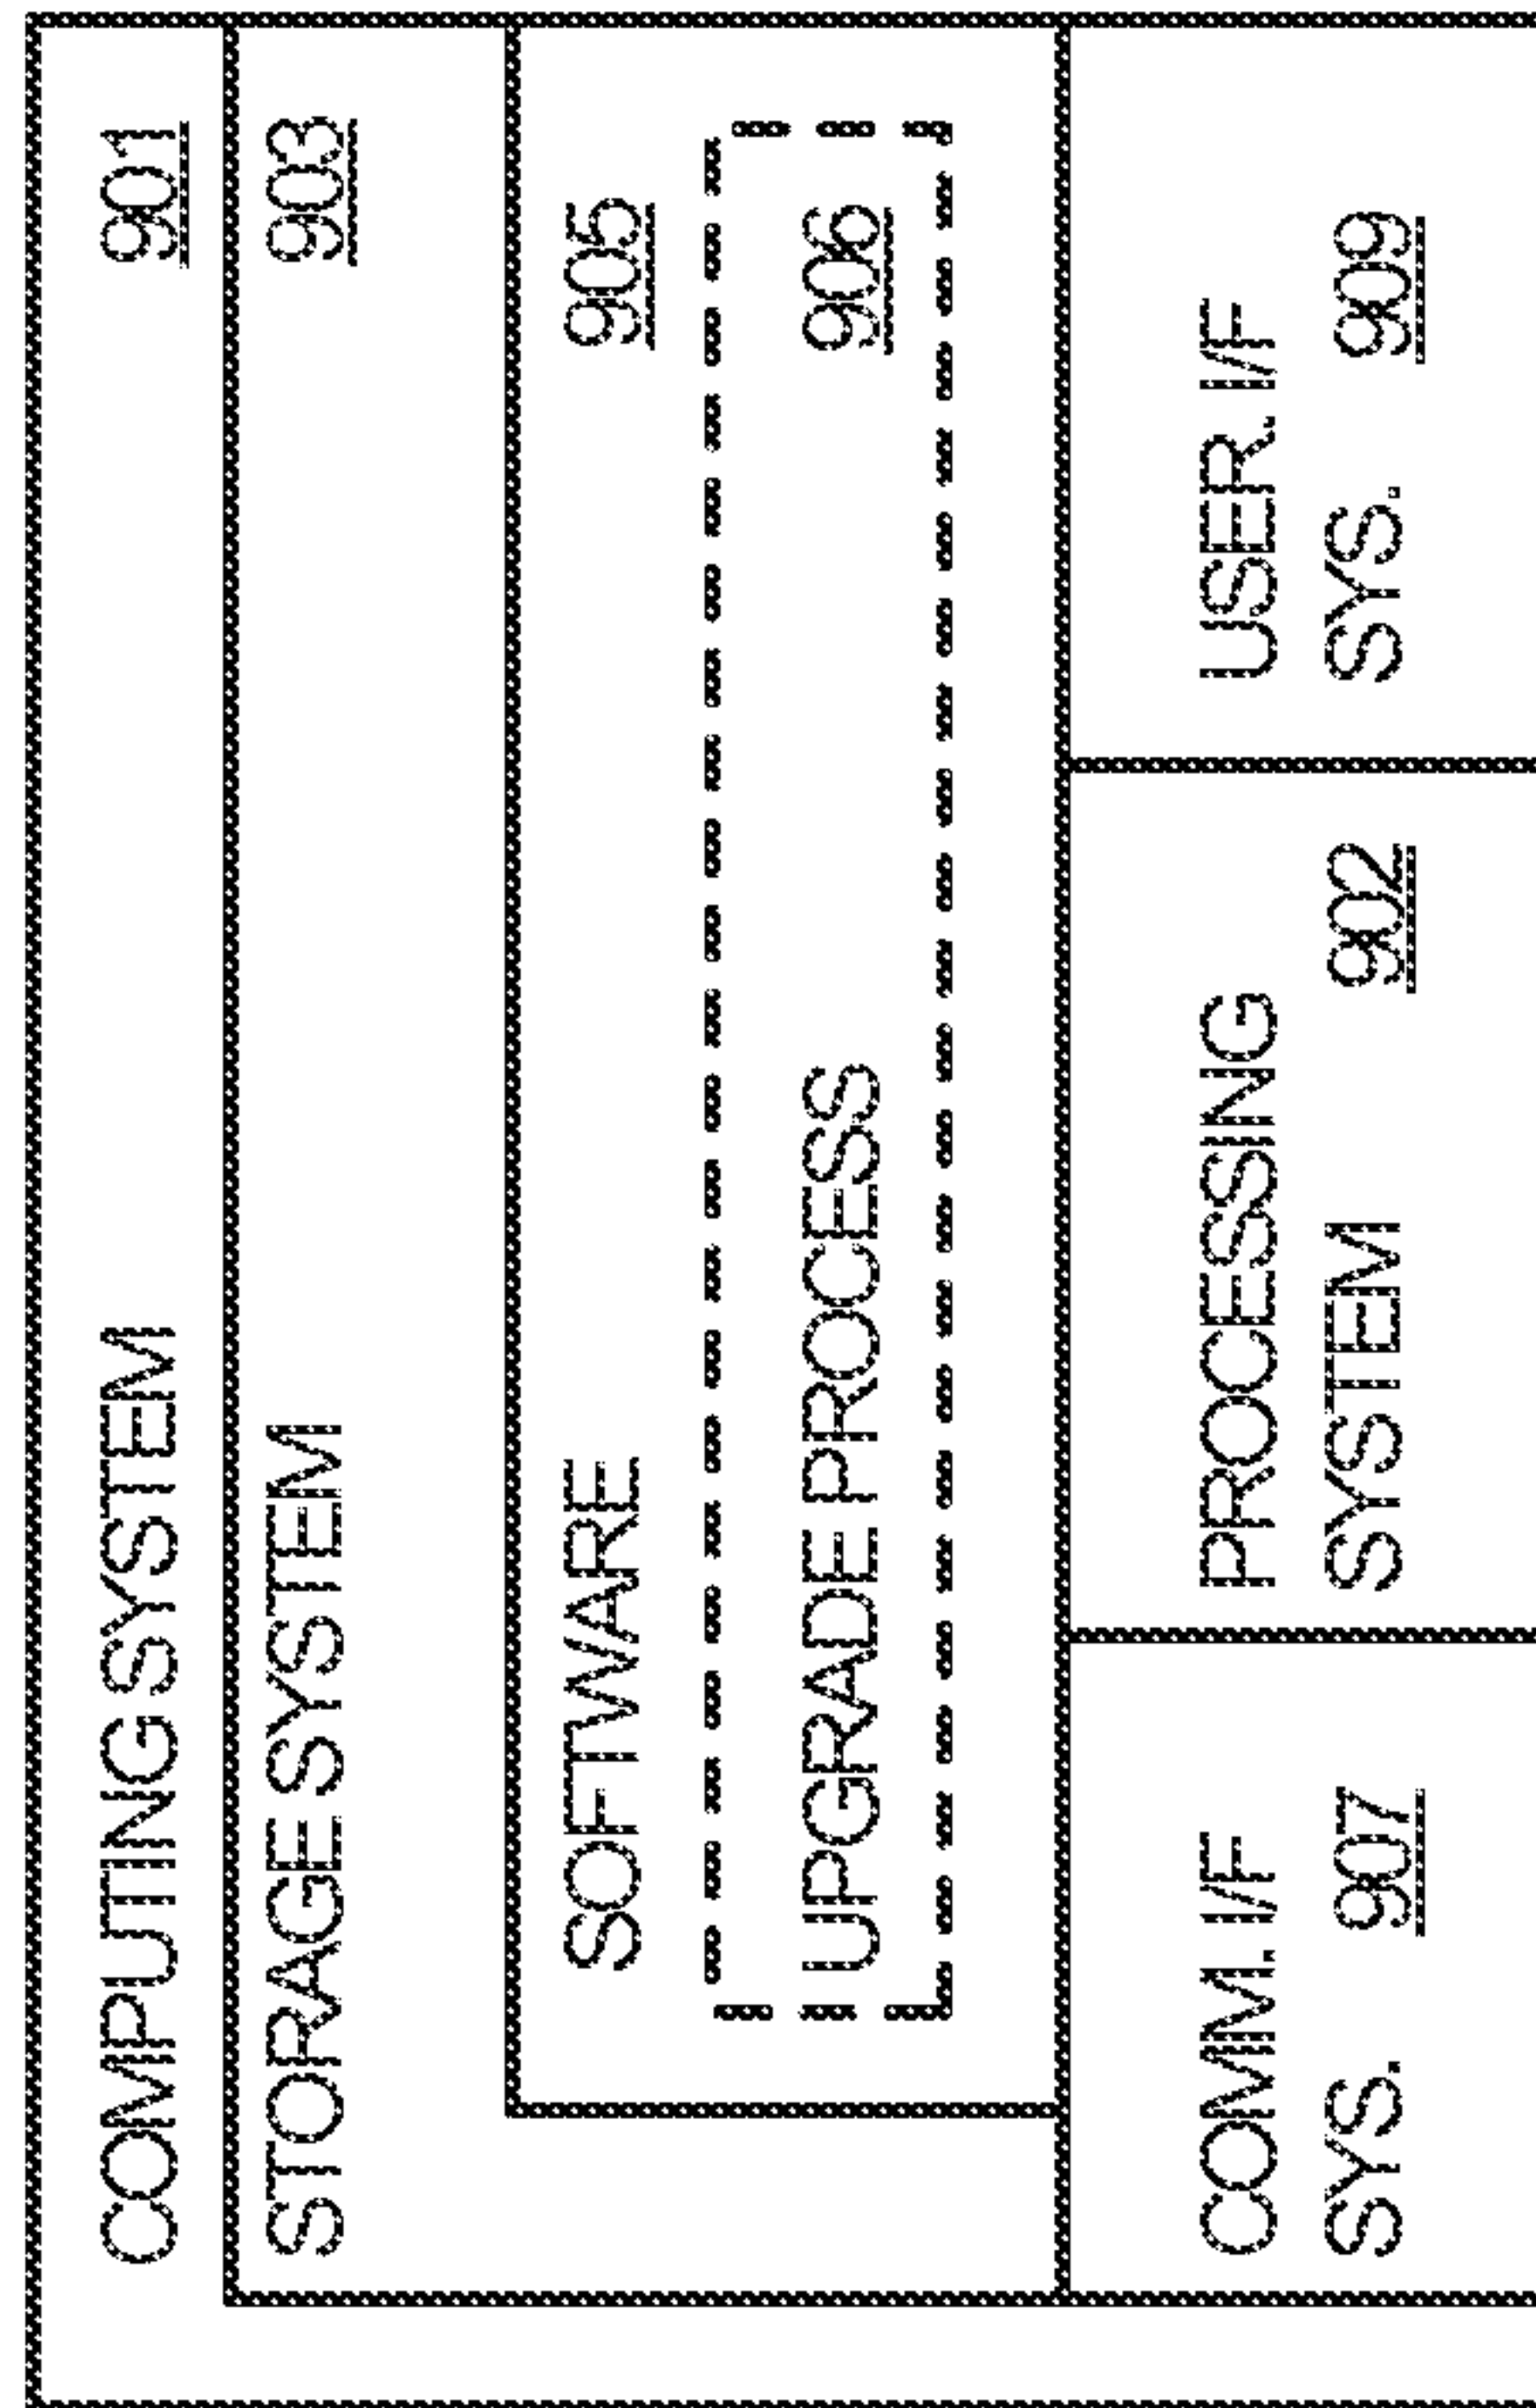 COMPUTING SYSTEM 901
STORAGE SYSTEM 903
SOFTWARE 905
UPGRADE PROCESS 906
COMM. I/F
SYS. 907
PROCESSING
SYSTEM 902
USER. I/F
SYS. 909